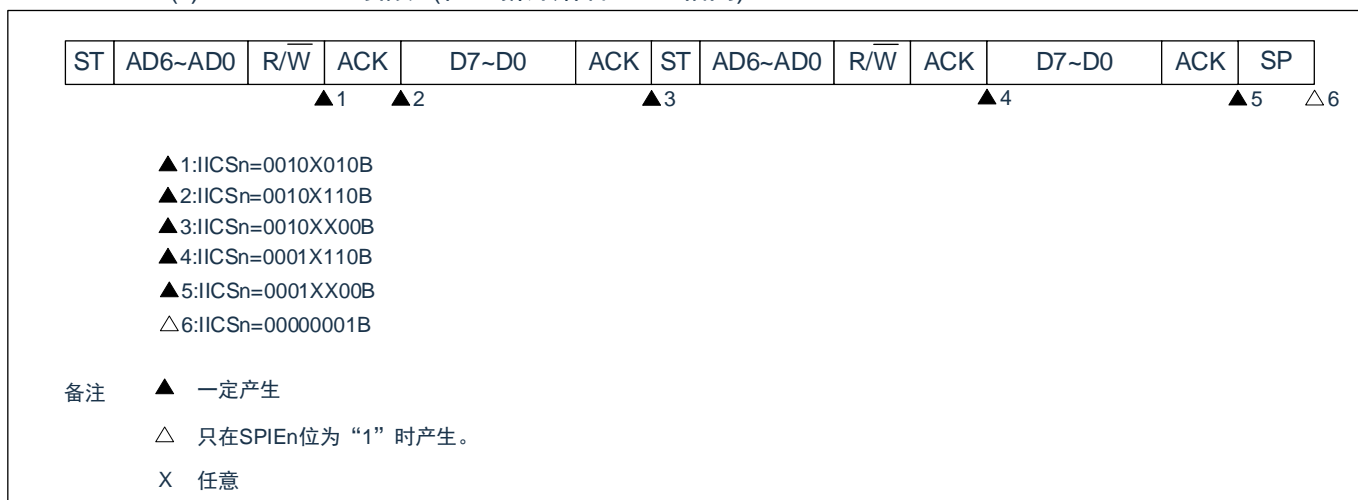 ST AD6~AD0 R/W ACK D7~D0 ACK ST AD6~AD0 R/W ACK D7~D0 ACK SP
▲1 ▲2 ▲3 ▲4 ▲5 △6
▲1:IICSn=0010X010B
▲2:IICSn=0010X110B
▲3:IICSn=0010XX00B
▲4:IICSn=0001X110B
▲5:IICSn=0001XX00B
△6:IICSn=00000001B
备注 ▲ 一定产生
△ 只在SPIEn位为“1”时产生。
X 任意